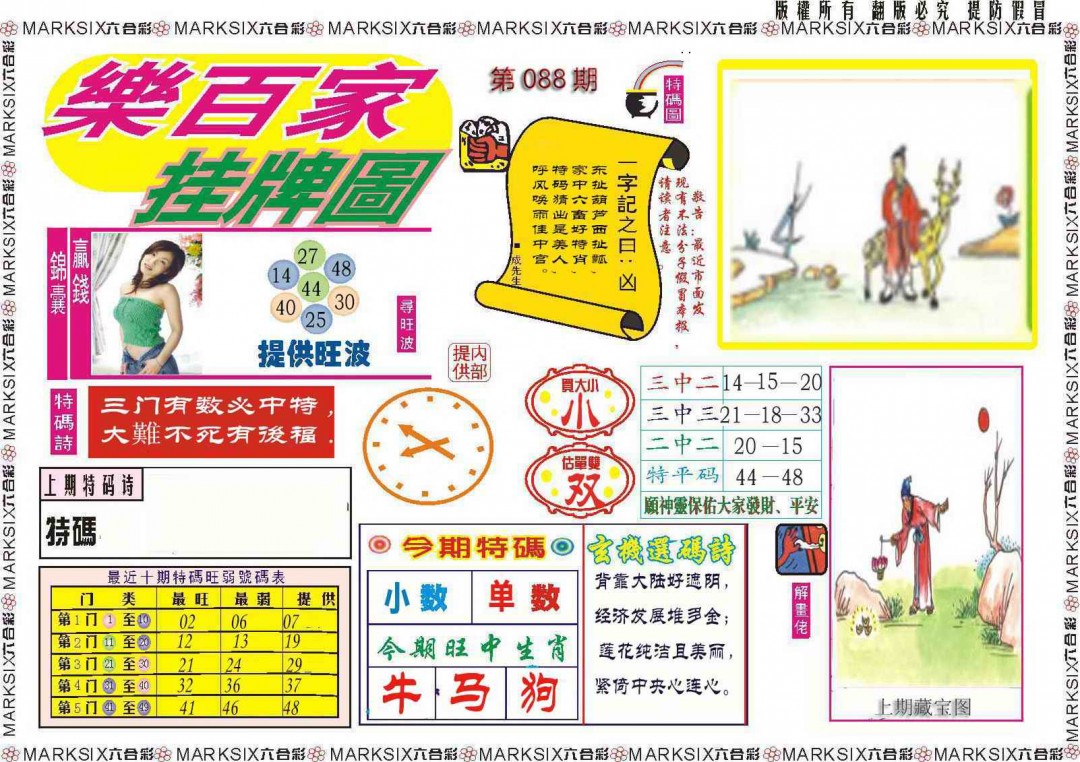 版權所有 翻版必究 提防假冒
MARKSIX六合彩 MARKSIX六合彩 MARKSIX六合彩 MARKSIX六合彩 MARKSIX六合彩 MARKSIX六合彩 MARKSIX六合彩
樂百家
挂牌圖
第 088 期
特碼圖
一字記之曰：凶
东扯葫芦西扯瓢、
家中六畜好特肖、
特码猜出是美人、
呼风唤雨佳中宫。
■成先生
敬告：最近市面发
现有不法分子假冒本报，
请读者注意。
贏錢
錦囊
27
14
48
44
40
30
25
提供旺波
尋旺波
内部
提供
特碼詩
三门有数必中特，
大難不死有後福．
買大小
小
估單雙
双
三中二 14—15—20
三中三 21—18—33
二中二 20—15
特平码 44—48
願神靈保佑大家發財、平安
上期特码诗
特碼
最近十期特碼旺弱號碼表
门 类 最旺 最弱 提供
第1门 1 至 10 02 06 07
第2门 11 至 20 12 13 19
第3门 21 至 30 21 24 29
第4门 31 至 40 32 36 37
第5门 41 至 49 41 46 48
今期特碼
小数 单数
今期旺中生肖
牛 马 狗
玄機選碼詩
背靠大陆好遮阴，
经济发展堆多金；
莲花纯洁且美丽，
紧倚中央心连心。
解畫佬
上期藏宝图
MARKSIX六合彩 MARKSIX六合彩 MARKSIX六合彩 MARKSIX六合彩 MARKSIX六合彩 MARKSIX六合彩 MARKSIX六合彩